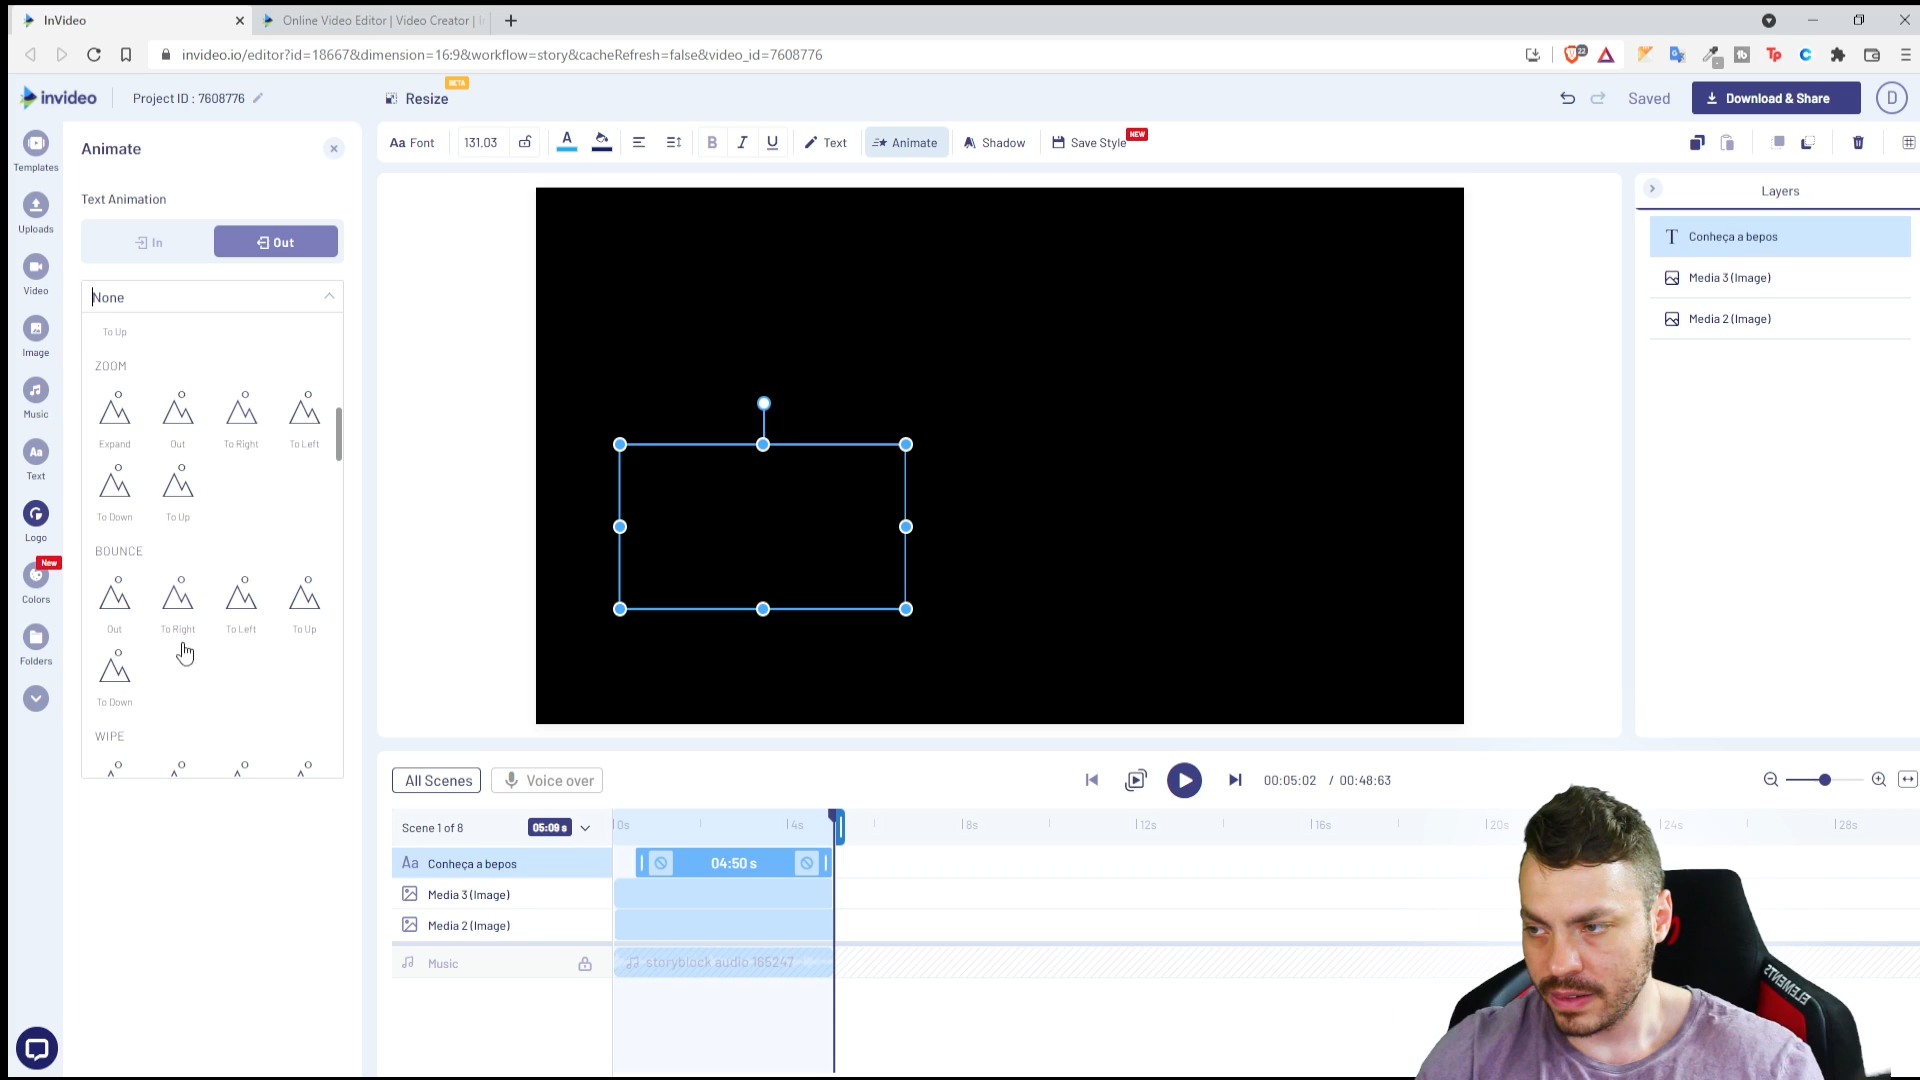 InVideo
Online Video Editor | Video Creator |
invideo.io/editor?id=18667&dimension=16:9&workflow=story&cacheRefresh=false&video_id=7608776
22
Tp
invideo
Project ID : 7608776
Resize
BETA
Saved
Download & Share
D
Aa Font
131.03
A
B
I
U
Text
Animate
Shadow
Save Style
NEW
Templates
Uploads
Video
Image
Music
Aa
Text
Logo
New
Colors
Folders
Animate
Text Animation
In
Out
None
To Up
ZOOM
Expand
Out
To Right
To Left
To Down
To Up
BOUNCE
Out
To Right
To Left
To Up
To Down
WIPE
Layers
T Conheça a bepos
Media 3 (Image)
Media 2 (Image)
All Scenes
Voice over
00:05:02 / 00:48:63
Scene 1 of 8
05:09 s
0s
4s
8s
12s
16s
20s
24s
28s
Aa Conheça a bepos
04:50 s
Media 3 (Image)
Media 2 (Image)
Music
storyblock audio 165247
ELEMENTS